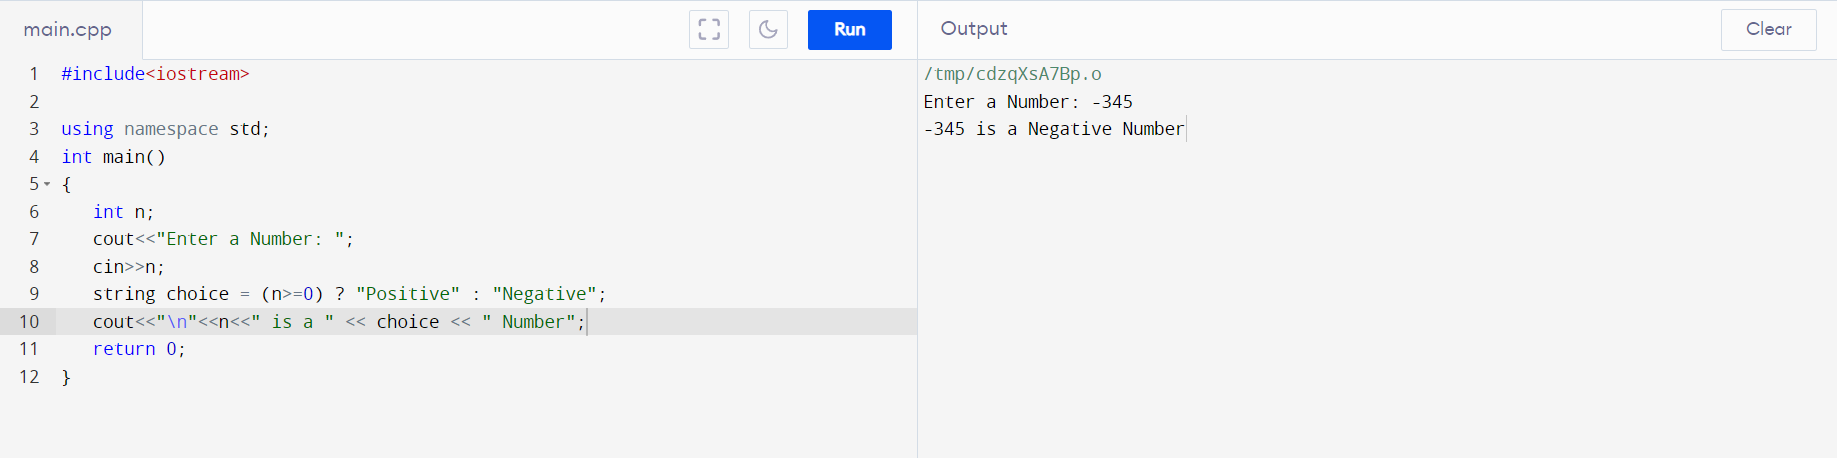 main.cpp
Run
Output
Clear
1 #include<iostream>
2
3 using namespace std;
4 int main()
5 {
6    int n;
7    cout<<"Enter a Number: ";
8    cin>>n;
9    string choice = (n>=0) ? "Positive" : "Negative";
10    cout<<"\n"<<n<<" is a " << choice << " Number";
11    return 0;
12 }
/tmp/cdzqXsA7Bp.o
Enter a Number: -345
-345 is a Negative Number